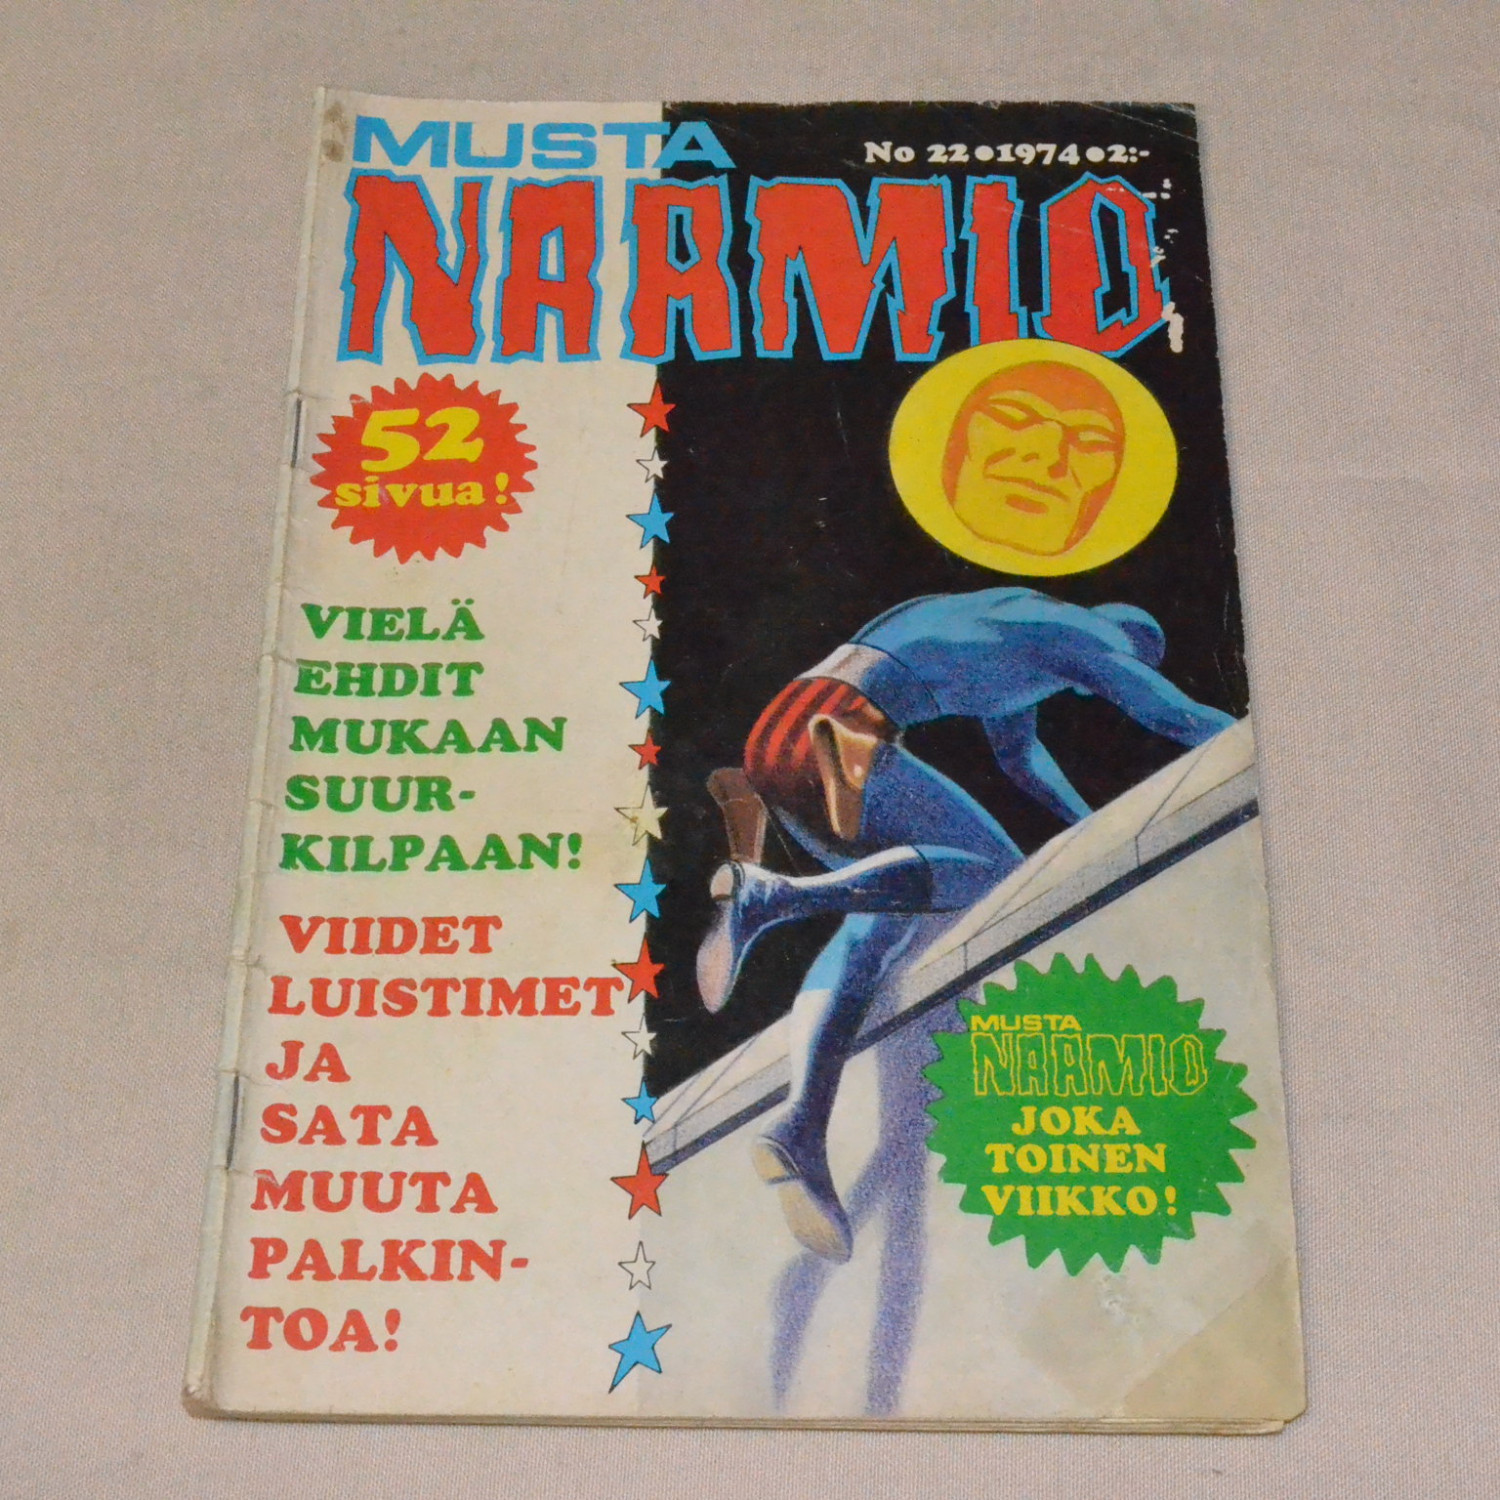 MUSTA
NAAMIO
No 22•1974•2:-
52
sivua!
VIELÄ
EHDIT
MUKAAN
SUUR-
KILPAAN!
VIIDET
LUISTIMET
JA
SATA
MUUTA
PALKIN-
TOA!
MUSTA
NAAMIO
JOKA
TOINEN
VIIKKO!